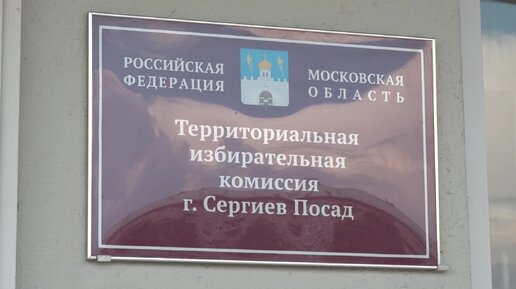 РОССИЙСКАЯ
ФЕДЕРАЦИЯ
МОСКОВСКАЯ
ОБЛАСТЬ
Территориальная
избирательная
комиссия
г. Сергиев Посад